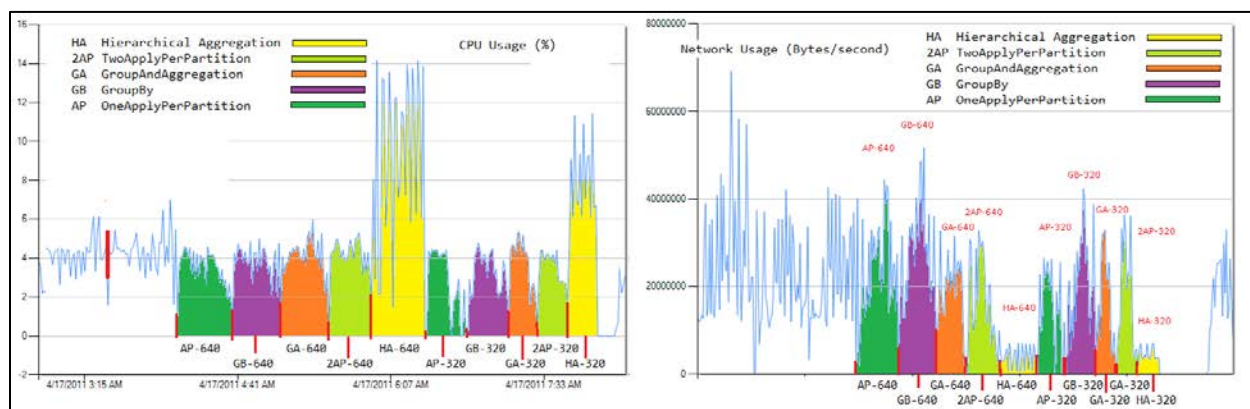 16
14
12
10
8
6
4
2
0
-2
CPU Usage (%)
HA Hierarchical Aggregation
2AP TwoApplyPerPartition
GA GroupAndAggregation
GB GroupBy
AP OneApplyPerPartition
AP-640
GB-640
GA-640
2AP-640
HA-640
AP-320
GB-320
GA-320
2AP-320
HA-320
4/17/2011 3:15 AM
4/17/2011 4:41 AM
4/17/2011 6:07 AM
4/17/2011 7:33 AM
80000000
60000000
40000000
20000000
0
Network Usage (Bytes/second)
HA Hierarchical Aggregation
2AP TwoApplyPerPartition
GA GroupAndAggregation
GB GroupBy
AP OneApplyPerPartition
AP-640
GB-640
GA-640
2AP-640
HA-640
AP-320
GB-320
GA-320
2AP-320
HA-320
AP-640
GB-640
GA-640
2AP-640
HA-640
AP-320
GB-320
GA-320
GA-320
2AP-320
HA-320